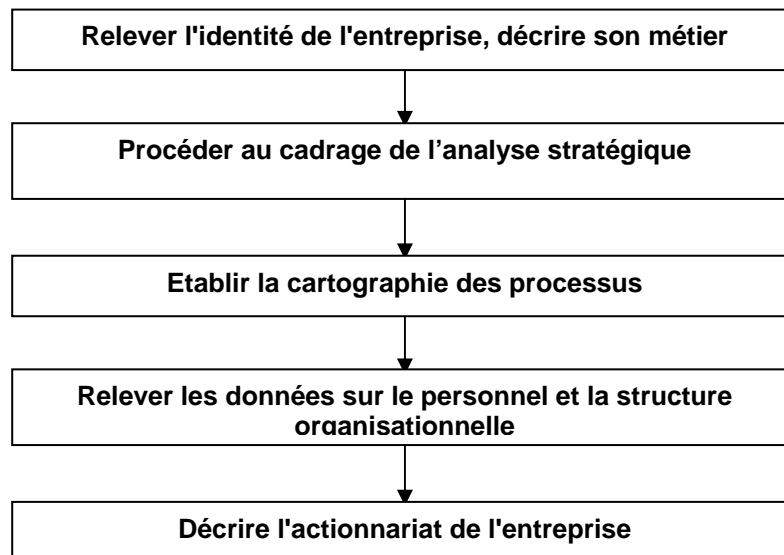 Relever l'identité de l'entreprise, décrire son métier
Procéder au cadrage de l’analyse stratégique
Etablir la cartographie des processus
Relever les données sur le personnel et la structure
organisationnelle
Décrire l'actionnariat de l'entreprise